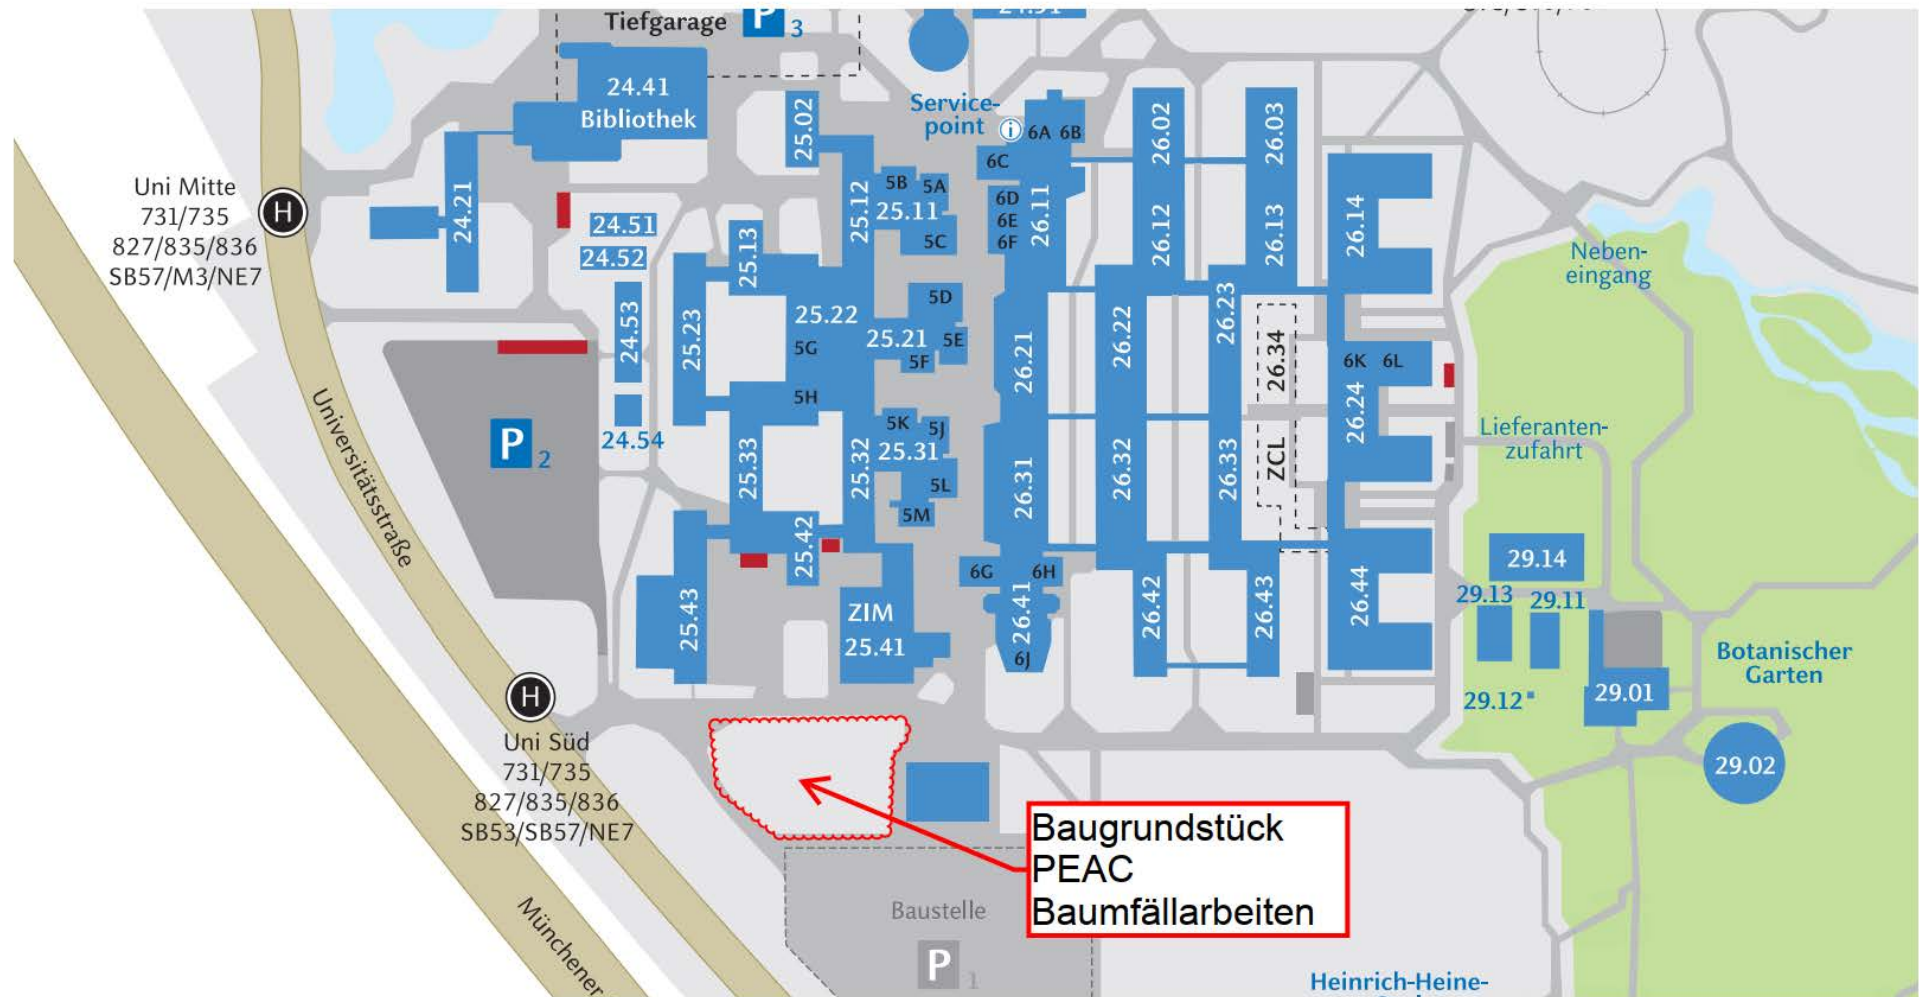 Tiefgarage
P
3
24.41
Bibliothek
25.02
Service-
point
i
6A
6B
6C
26.02
26.03
Uni Mitte
731/735
827/835/836
SB57/M3/NE7
H
24.21
24.51
24.52
24.53
24.54
25.12
5B
5A
25.11
5C
25.13
6D
6E
6F
26.11
26.12
26.13
26.14
Neben-
eingang
25.23
25.22
5G
5H
5D
25.21
5E
5F
26.21
26.22
26.23
26.34
6K
6L
26.24
Universitätsstraße
P
2
25.33
25.32
5K
5J
25.31
5L
5M
26.31
26.32
26.33
ZCL
Lieferanten-
zufahrt
25.42
25.43
ZIM
25.41
6G
6H
26.41
6J
26.42
26.43
26.44
29.14
29.13
29.11
29.12
29.01
29.02
Botanischer
Garten
H
Uni Süd
731/735
827/835/836
SB53/SB57/NE7
Baugrundstück
PEAC
Baumfällarbeiten
Baustelle
P
1
Münchener
Heinrich-Heine-